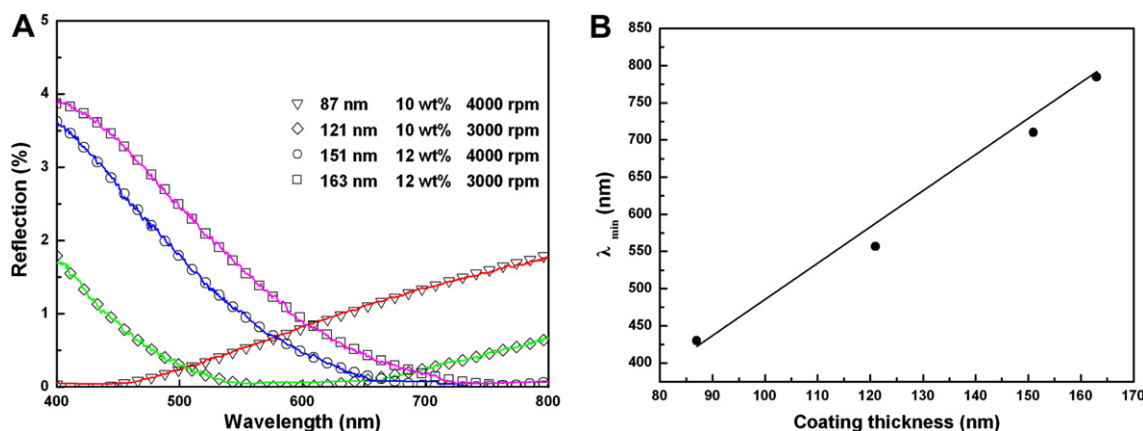 A
5
4
3
2
1
0
Reflection (%)
87 nm 10 wt% 4000 rpm
121 nm 10 wt% 3000 rpm
151 nm 12 wt% 4000 rpm
163 nm 12 wt% 3000 rpm
400 500 600 700 800
Wavelength (nm)
B
850
800
750
700
650
600
550
500
450
400
λ min (nm)
80 90 100 110 120 130 140 150 160 170
Coating thickness (nm)